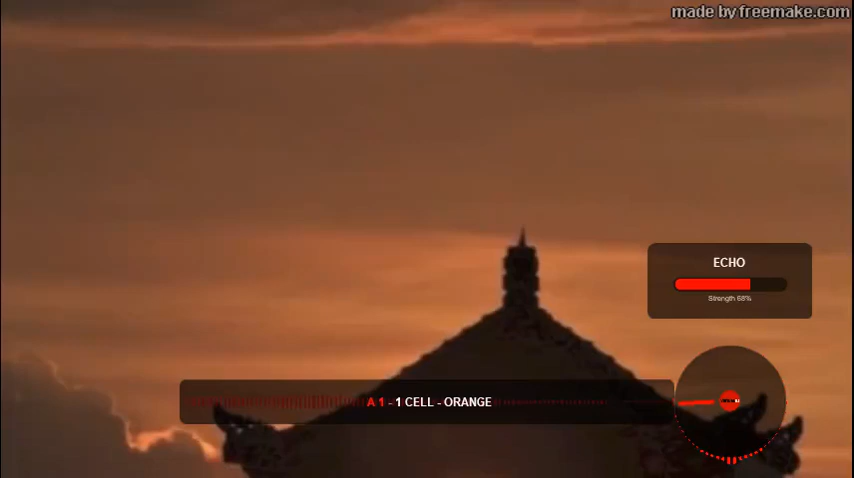 made by freemake.com
ECHO
Strength 68%
A 1 - 1 CELL - ORANGE